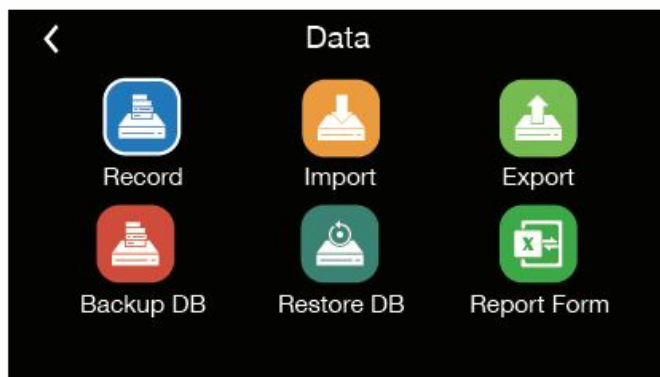 Data
Record Import Export
Backup DB Restore DB Report Form
X